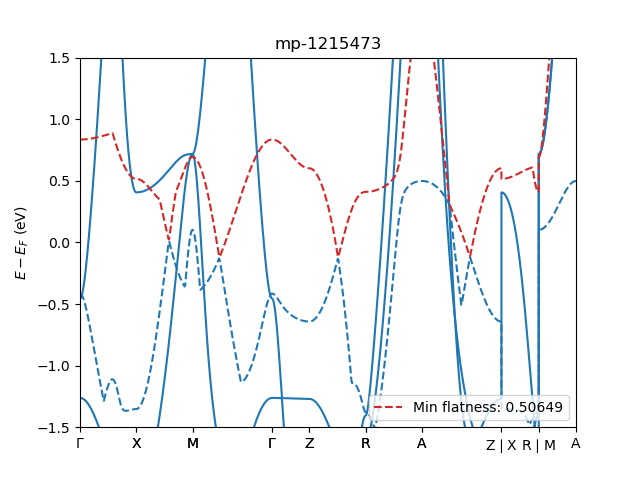 mp-1215473
E − E_F (eV)
1.5
1.0
0.5
0.0
−0.5
−1.0
−1.5
Min flatness: 0.50649
Γ X M Γ Z R A Z | X R | M A